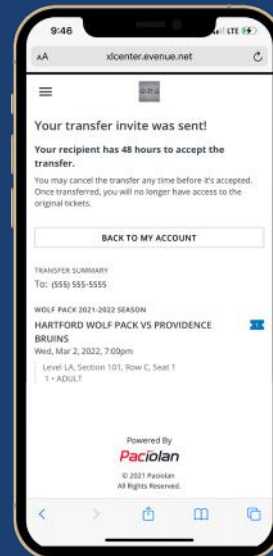 9:46
LTE
AA
xlcenter.evenue.net
Your transfer invite was sent!
Your recipient has 48 hours to accept the
transfer.
You may cancel the transfer any time before it's accepted.
Once transferred, you will no longer have access to the
original tickets.
BACK TO MY ACCOUNT
TRANSFER SUMMARY
To: (555) 555-5555
WOLF PACK 2021-2022 SEASON
HARTFORD WOLF PACK VS PROVIDENCE
BRUINS
Wed, Mar 2, 2022, 7:00pm
Level LA, Section 101, Row C, Seat 1
1 • ADULT
Powered By
Paciolan
© 2021 Paciolan
All Rights Reserved.